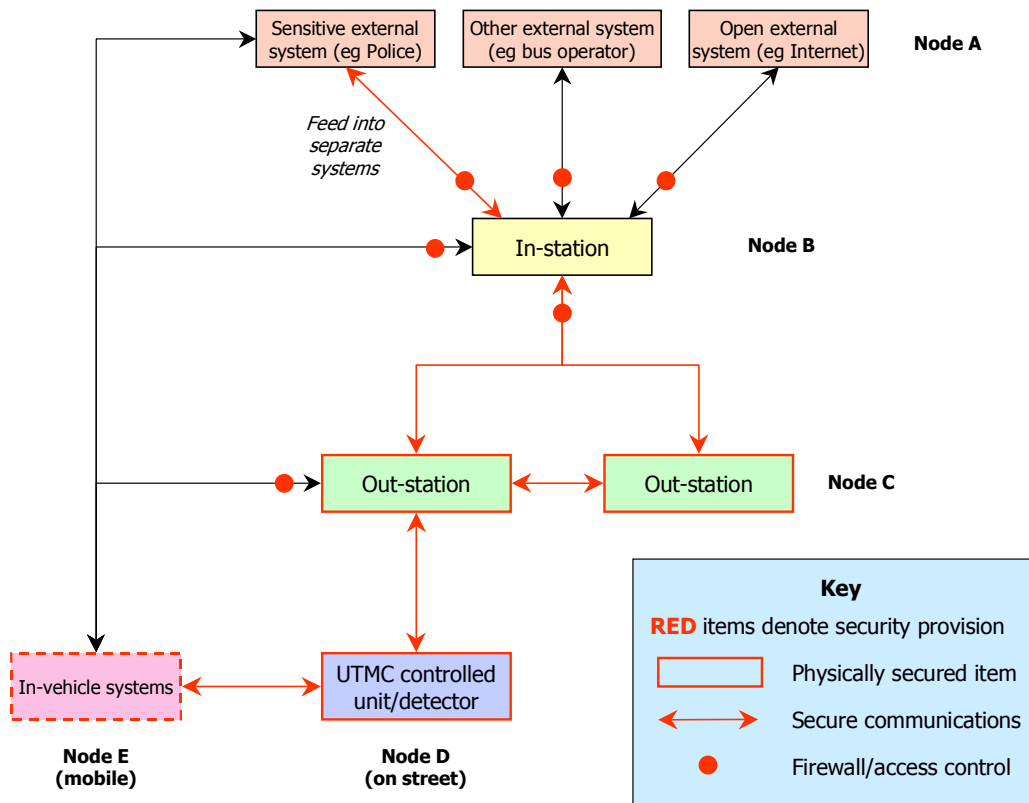 Sensitive external
system (eg Police)
Other external system
(eg bus operator)
Open external
system (eg Internet)
Node A
Feed into
separate
systems
In-station
Node B
Out-station
Out-station
Node C
In-vehicle systems
UTMC controlled
unit/detector
Node E
(mobile)
Node D
(on street)
Key
RED items denote security provision
Physically secured item
Secure communications
Firewall/access control